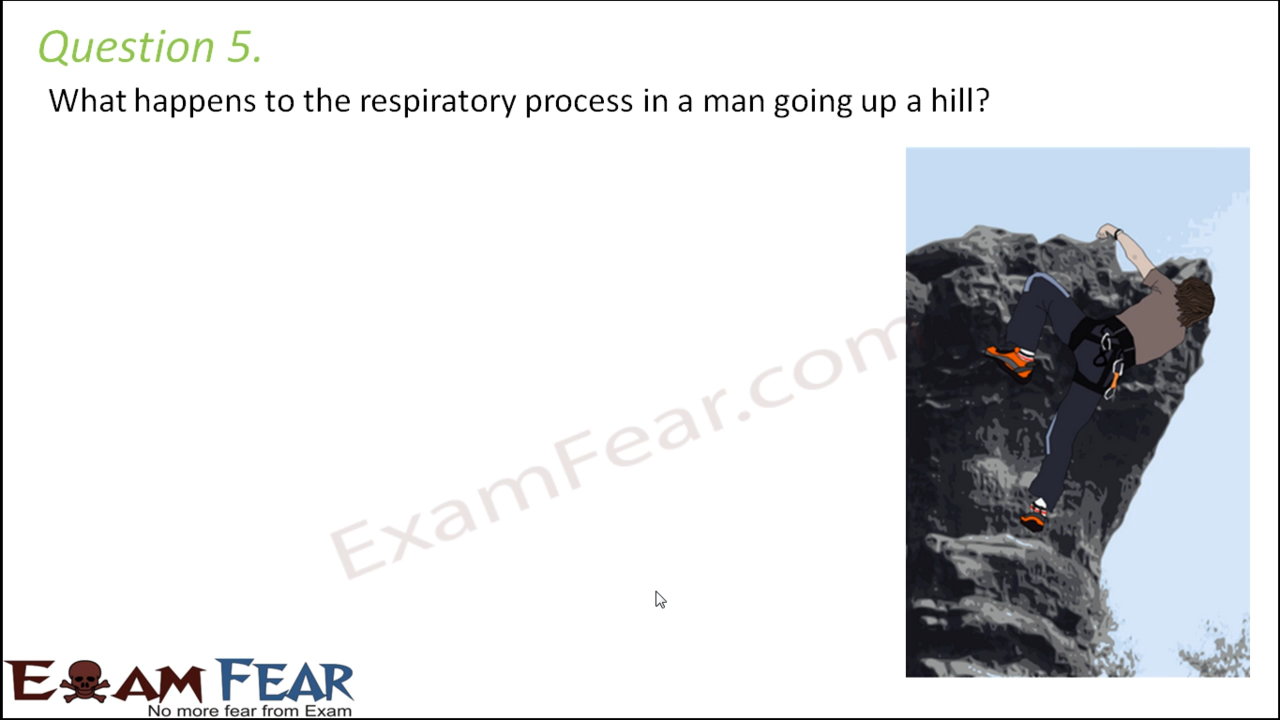 Question 5.
What happens to the respiratory process in a man going up a hill?
ExamFear.com
EXAM FEAR
No more fear from Exam